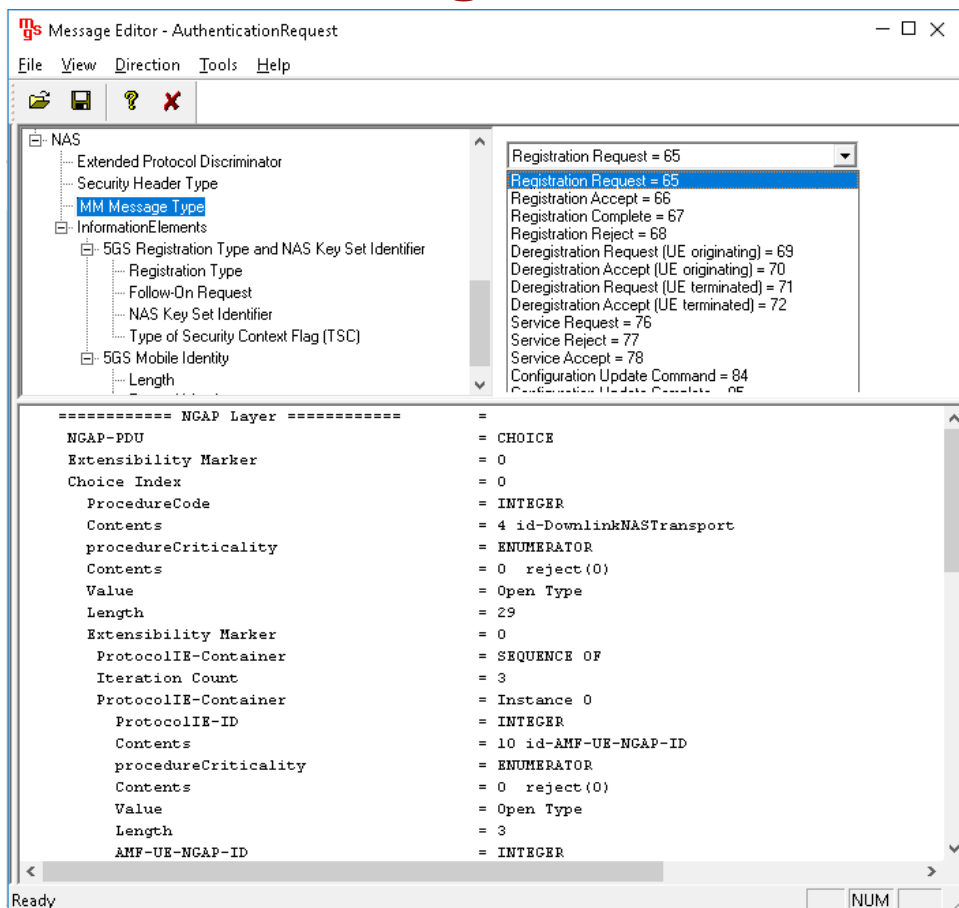 mgs Message Editor - AuthenticationRequest
File View Direction Tools Help
NAS
Extended Protocol Discriminator
Security Header Type
MM Message Type
InformationElements
5GS Registration Type and NAS Key Set Identifier
Registration Type
Follow-On Request
NAS Key Set Identifier
Type of Security Context Flag (TSC)
5GS Mobile Identity
Length
Registration Request = 65
Registration Request = 65
Registration Accept = 66
Registration Complete = 67
Registration Reject = 68
Deregistration Request (UE originating) = 69
Deregistration Accept (UE originating) = 70
Deregistration Request (UE terminated) = 71
Deregistration Accept (UE terminated) = 72
Service Request = 76
Service Reject = 77
Service Accept = 78
Configuration Update Command = 84
============ NGAP Layer ============ =
NGAP-PDU = CHOICE
Extensibility Marker = 0
Choice Index = 0
ProcedureCode = INTEGER
Contents = 4 id-DownlinkNASTransport
procedureCriticality = ENUMERATOR
Contents = 0 reject(0)
Value = Open Type
Length = 29
Extensibility Marker = 0
ProtocolIE-Container = SEQUENCE OF
Iteration Count = 3
ProtocolIE-Container = Instance 0
ProtocolIE-ID = INTEGER
Contents = 10 id-AMF-UE-NGAP-ID
procedureCriticality = ENUMERATOR
Contents = 0 reject(0)
Value = Open Type
Length = 3
AMF-UE-NGAP-ID = INTEGER
Ready NUM